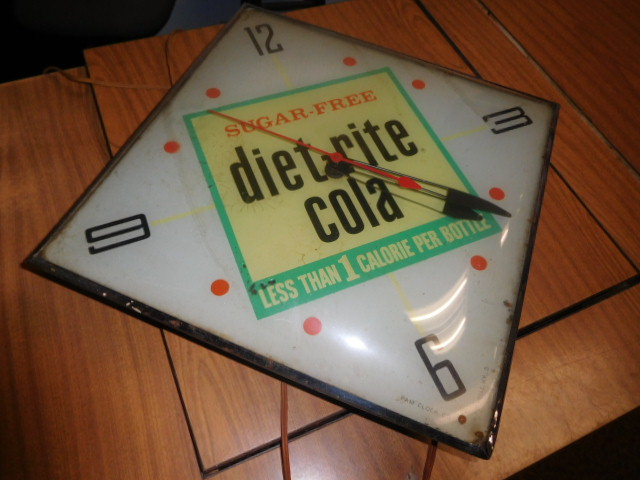 12
SUGAR-FREE
3
diet-rite
cola
9
LESS THAN 1 CALORIE PER BOTTLE
6